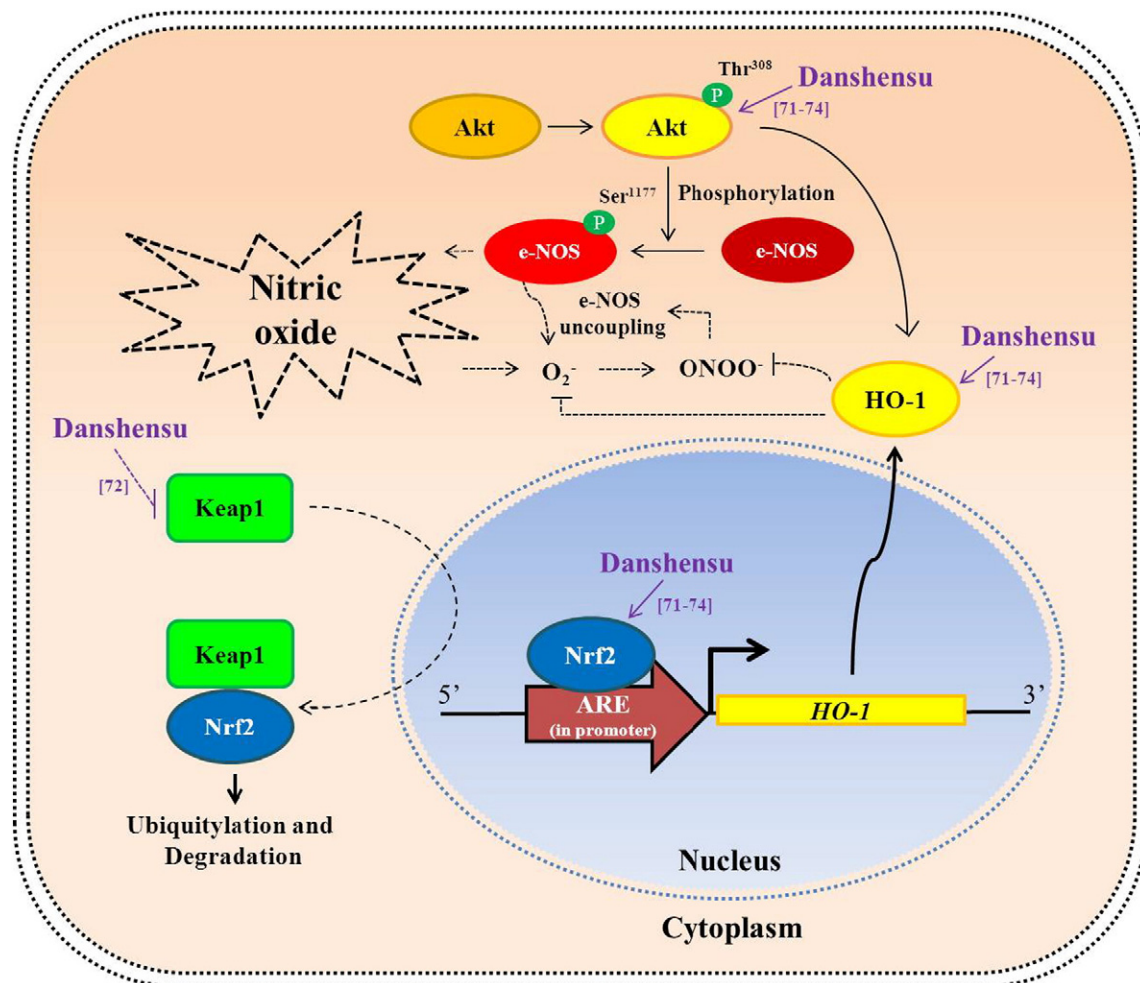 Thr³⁰⁸
Danshensu
P
[71-74]
Akt
Akt
Ser¹¹⁷⁷
Phosphorylation
P
e-NOS
e-NOS
Nitric
oxide
e-NOS
uncoupling
O₂⁻
ONOO⁻
Danshensu
[71-74]
HO-1
Danshensu
[72]
Keap1
Danshensu
[71-74]
Keap1
Nrf2
Nrf2
5’
ARE
(in promoter)
HO-1
3’
Ubiquitylation and
Degradation
Nucleus
Cytoplasm